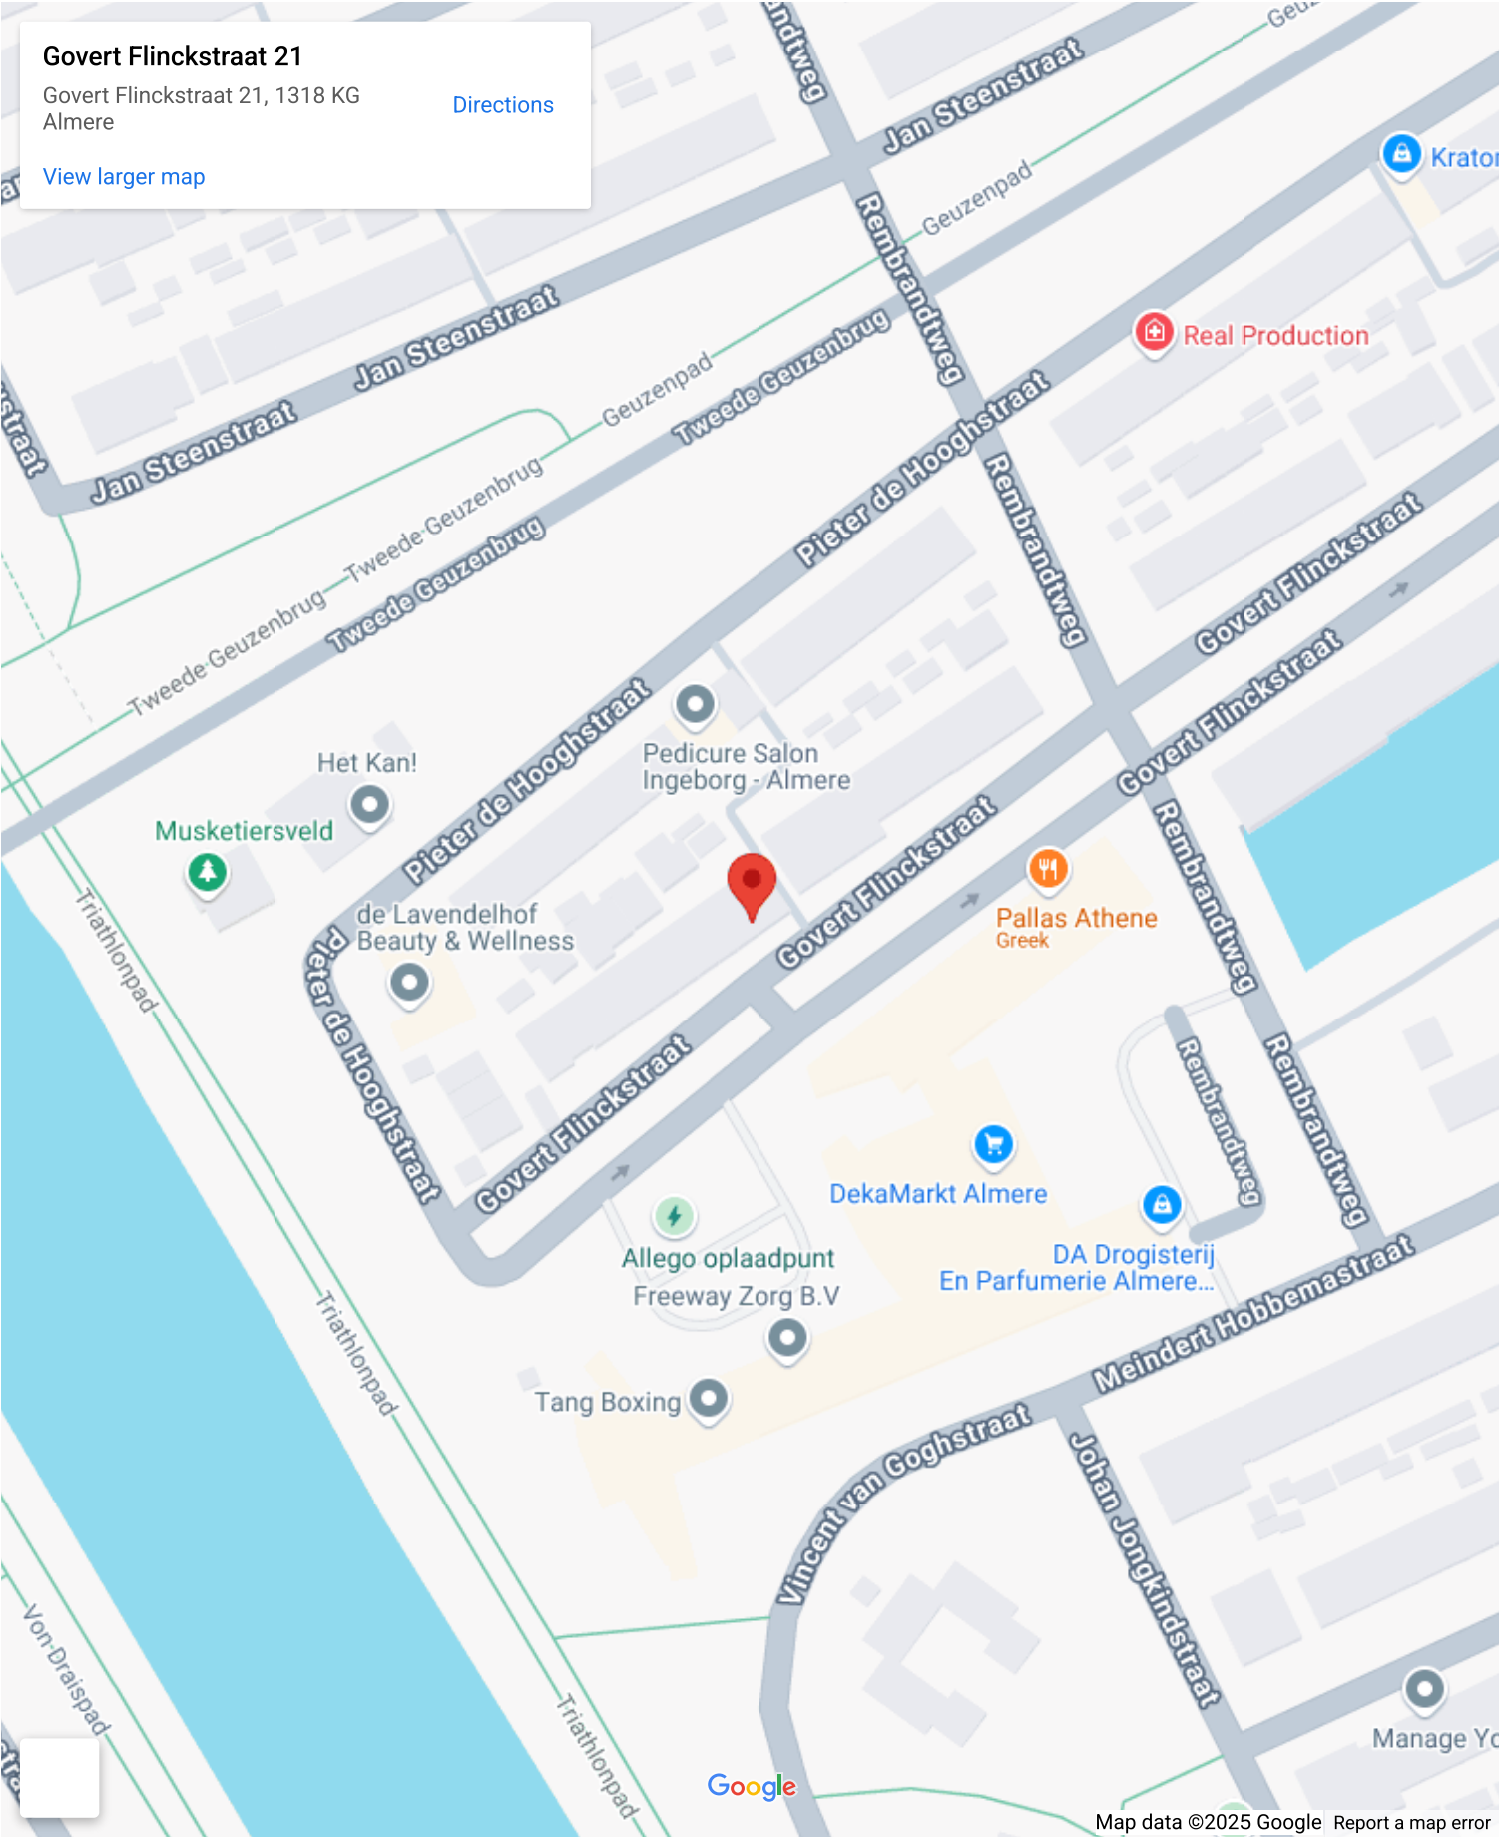 Govert Flinckstraat 21
Govert Flinckstraat 21, 1318 KG
Almere
Directions
View larger map
Jan Steenstraat
Geuzenpad
Rembrandtweg
Jan Steenstraat
Geuzenpad
Tweede Geuzenbrug
Real Production
Jan Steenstraat
Tweede Geuzenbrug
Tweede Geuzenbrug
Pieter de Hooghstraat
Rembrandtweg
Govert Flinckstraat
Tweede Geuzenbrug
Pieter de Hooghstraat
Govert Flinckstraat
Pedicure Salon
Ingeborg - Almere
Het Kan!
Musketiersveld
Govert Flinckstraat
Rembrandtweg
de Lavendelhof
Beauty & Wellness
Pallas Athene
Greek
Triathlonpad
Pieter de Hooghstraat
Govert Flinckstraat
Rembrandtweg
Rembrandtweg
DekaMarkt Almere
Allego oplaadpunt
DA Drogisterij
En Parfumerie Almere...
Freeway Zorg B.V
Meindert Hobbemastraat
Triathlonpad
Tang Boxing
Vincent van Goghstraat
Johan Jongkindstraat
Von-Draispad
Triathlonpad
Manage Yo
Google
Map data ©2025 Google
Report a map error